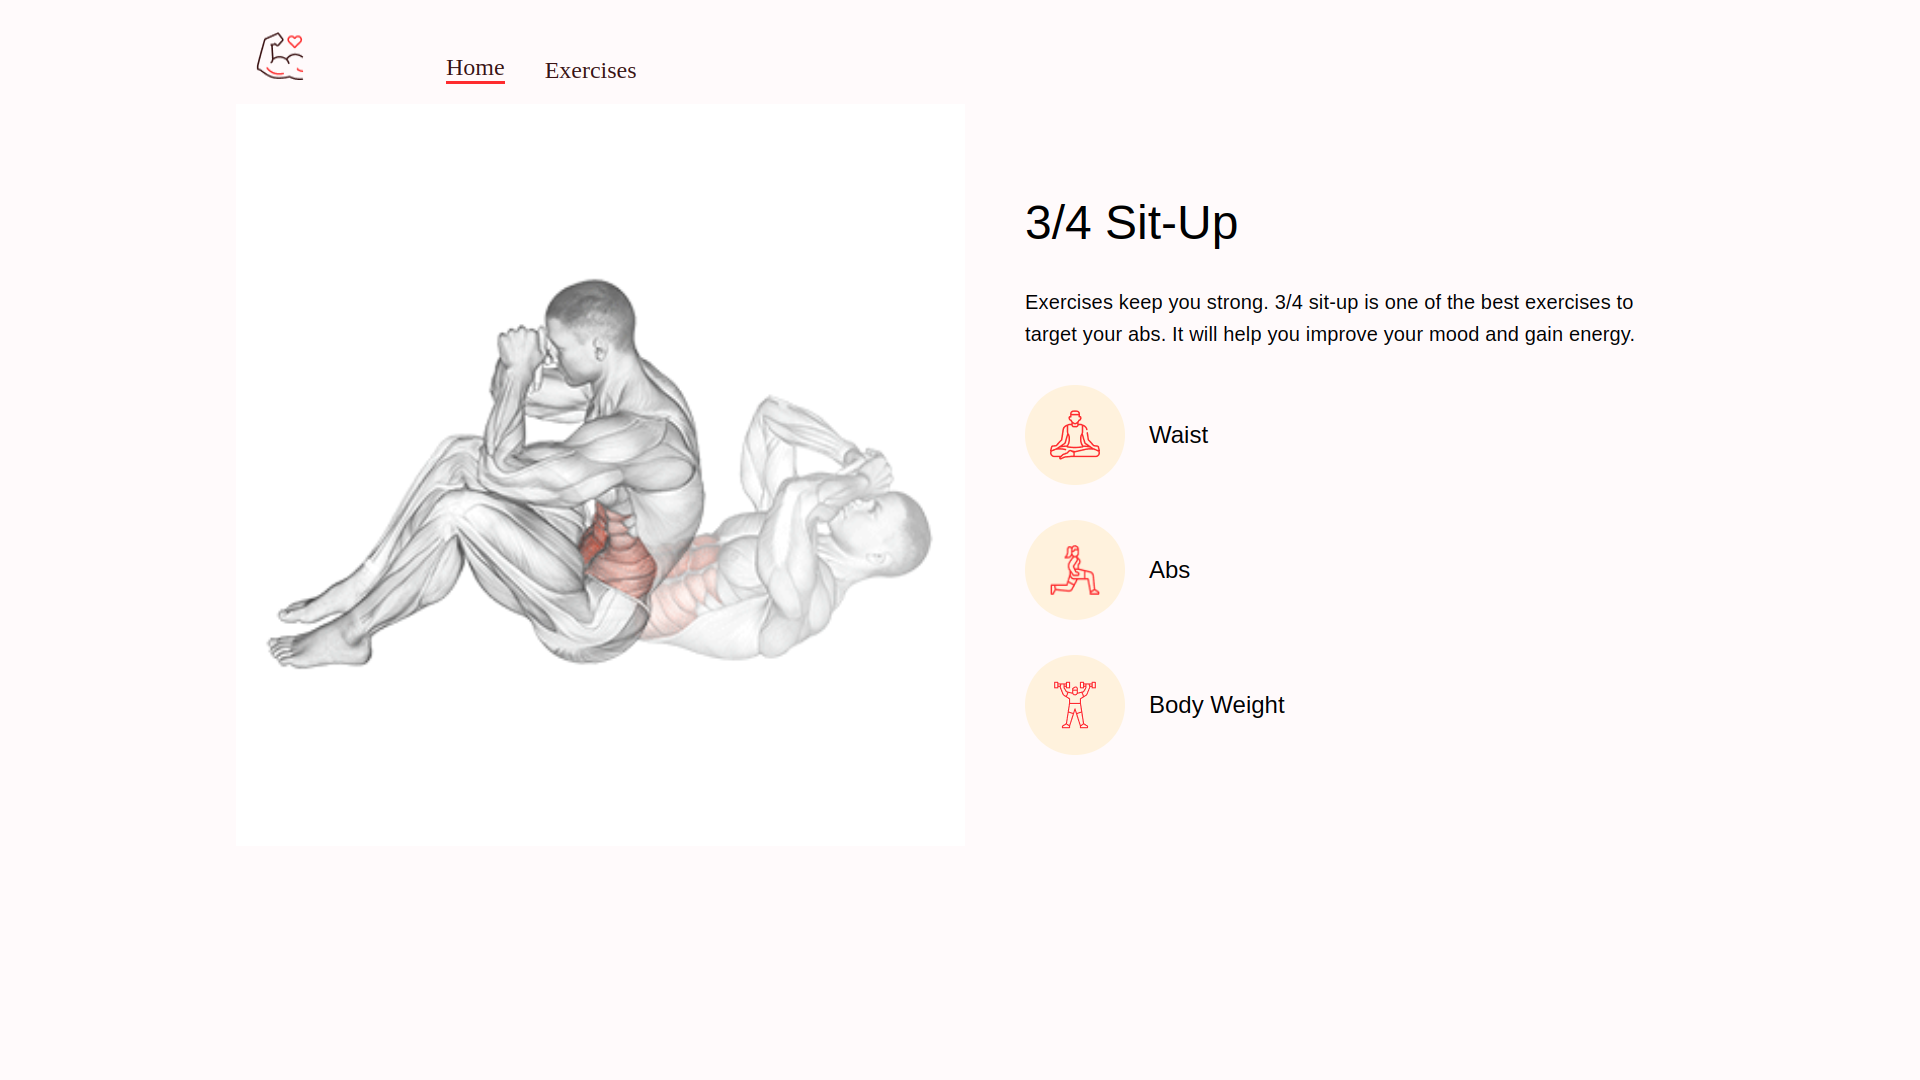 Home
Exercises
3/4 Sit-Up
Exercises keep you strong. 3/4 sit-up is one of the best exercises to
target your abs. It will help you improve your mood and gain energy.
Waist
Abs
Body Weight